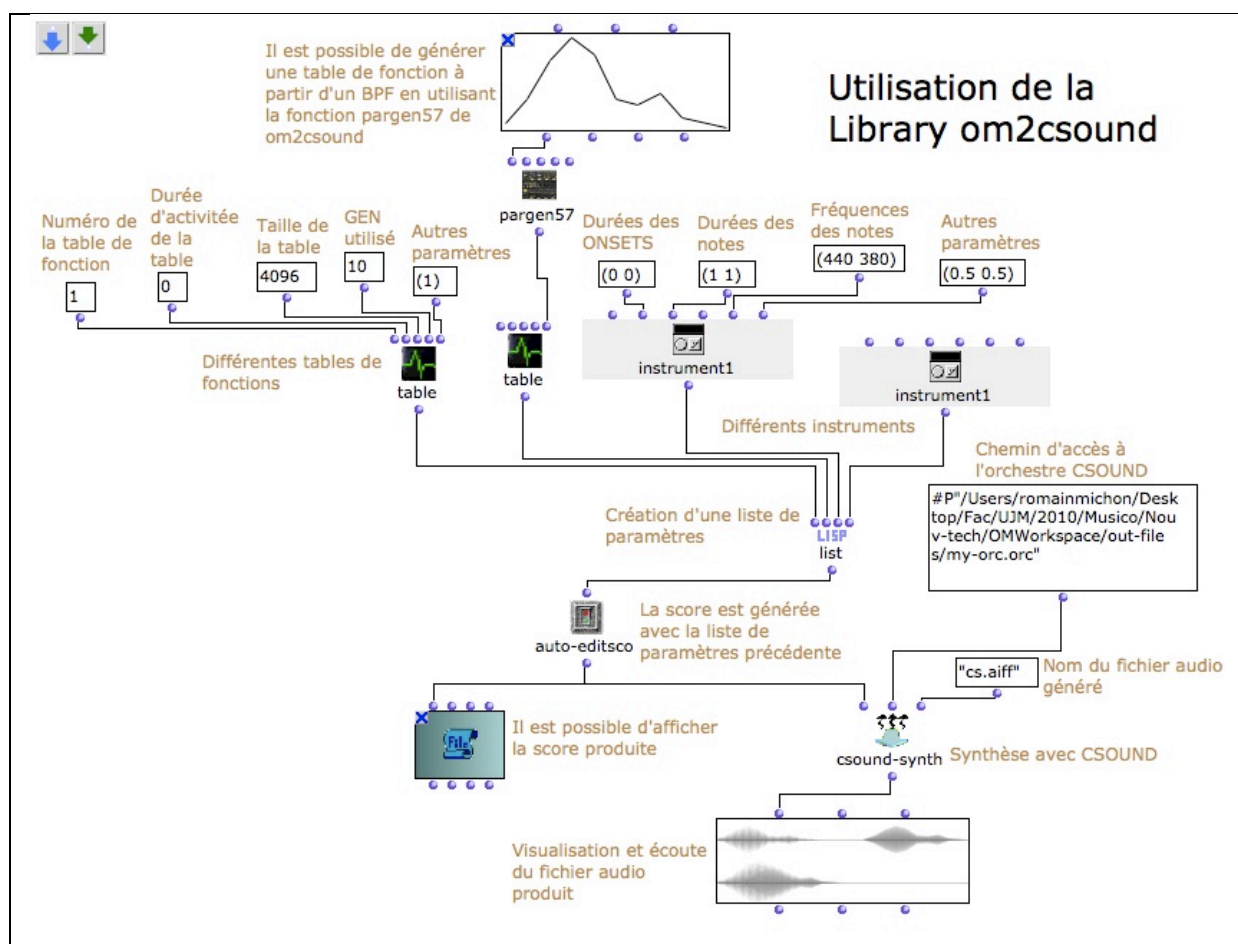 Il est possible de générer
une table de fonction à
partir d'un BPF en utilisant
la fonction pargen57 de
om2csound
Utilisation de la
Library om2csound
pargen57
Numéro de
la table de
fonction
1
Durée
d'activitée
de la
table
0
Taille de
la table
4096
GEN
utilisé
10
Autres
paramètres
(1)
Durées des
ONSETS
(0 0)
Durées des
notes
(1 1)
Fréquences
des notes
(440 380)
Autres
paramètres
(0.5 0.5)
Différentes tables de
fonctions
table
table
instrument1
instrument1
Différents instruments
Chemin d'accès à
l'orchestre CSOUND
#P"/Users/romainmichon/Desk
top/Fac/UJM/2010/Musico/Nou
v-tech/OMWorkspace/out-file
s/my-orc.orc"
Création d'une liste de
paramètres
LISP
list
auto-editsco
La score est générée
avec la liste de
paramètres précédente
"cs.aiff"
Nom du fichier audio
généré
File
Il est possible d'afficher
la score produite
csound-synth
Synthèse avec CSOUND
Visualisation et écoute
du fichier audio
produit